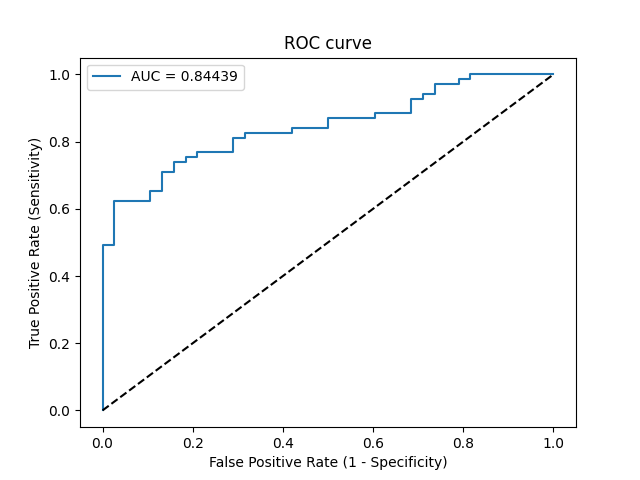 ROC curve
AUC = 0.84439
True Positive Rate (Sensitivity)
1.0
0.8
0.6
0.4
0.2
0.0
0.0 0.2 0.4 0.6 0.8 1.0
False Positive Rate (1 - Specificity)